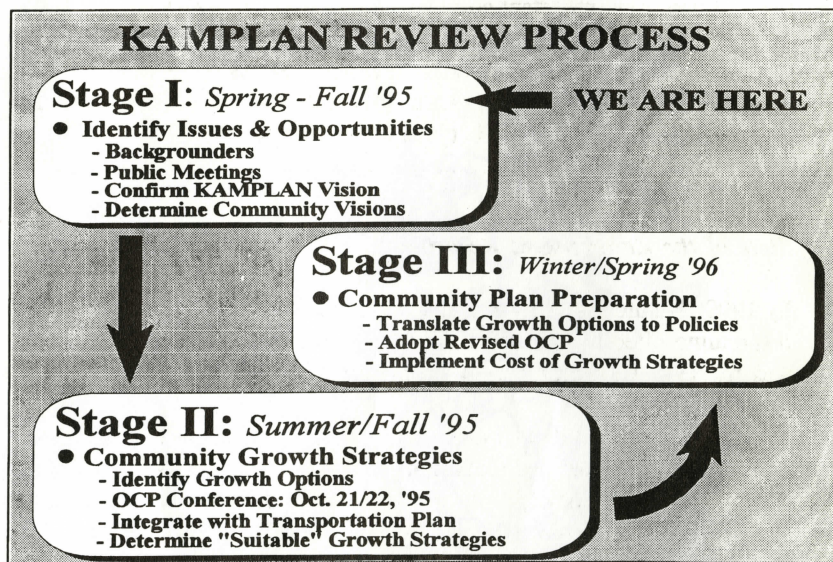 KAMPLAN REVIEW PROCESS
Stage I: Spring - Fall '95
WE ARE HERE
● Identify Issues & Opportunities
- Backgrounders
- Public Meetings
- Confirm KAMPLAN Vision
- Determine Community Visions
Stage II: Summer/Fall '95
● Community Growth Strategies
- Identify Growth Options
- OCP Conference: Oct. 21/22, '95
- Integrate with Transportation Plan
- Determine "Suitable" Growth Strategies
Stage III: Winter/Spring '96
● Community Plan Preparation
- Translate Growth Options to Policies
- Adopt Revised OCP
- Implement Cost of Growth Strategies